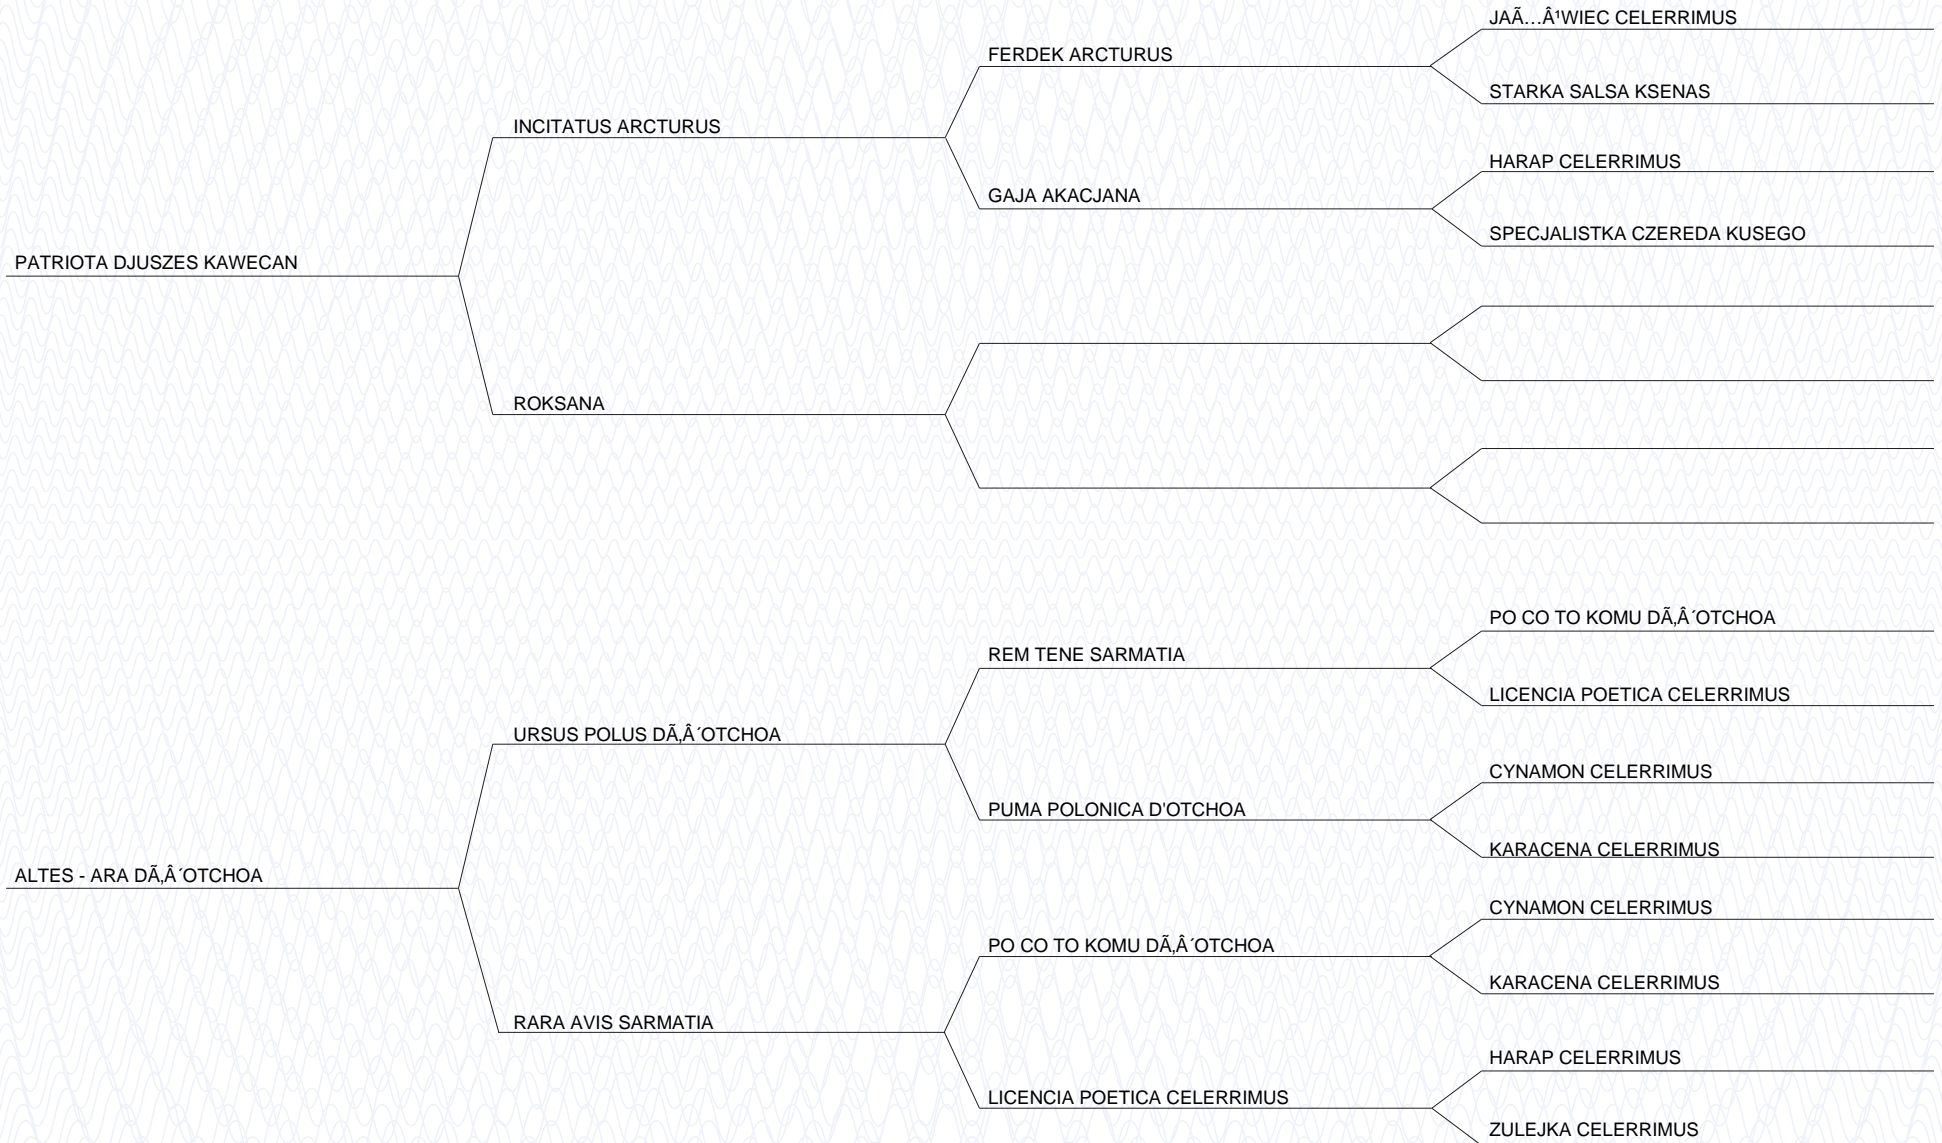 JAÃ…Â¹WIEC CELERRIMUS
FERDEK ARCTURUS
STARKA SALSA KSENAS
INCITATUS ARCTURUS
HARAP CELERRIMUS
GAJA AKACJANA
SPECJALISTKA CZEREDA KUSEGO
PATRIOTA DJUSZES KAWECAN
ROKSANA
PO CO TO KOMU DÃ‚Â´OTCHOA
REM TENE SARMATIA
LICENCIA POETICA CELERRIMUS
URSUS POLUS DÃ‚Â´OTCHOA
CYNAMON CELERRIMUS
PUMA POLONICA D'OTCHOA
KARACENA CELERRIMUS
ALTES - ARA DÃ‚Â´OTCHOA
CYNAMON CELERRIMUS
PO CO TO KOMU DÃ‚Â´OTCHOA
KARACENA CELERRIMUS
RARA AVIS SARMATIA
HARAP CELERRIMUS
LICENCIA POETICA CELERRIMUS
ZULEJKA CELERRIMUS